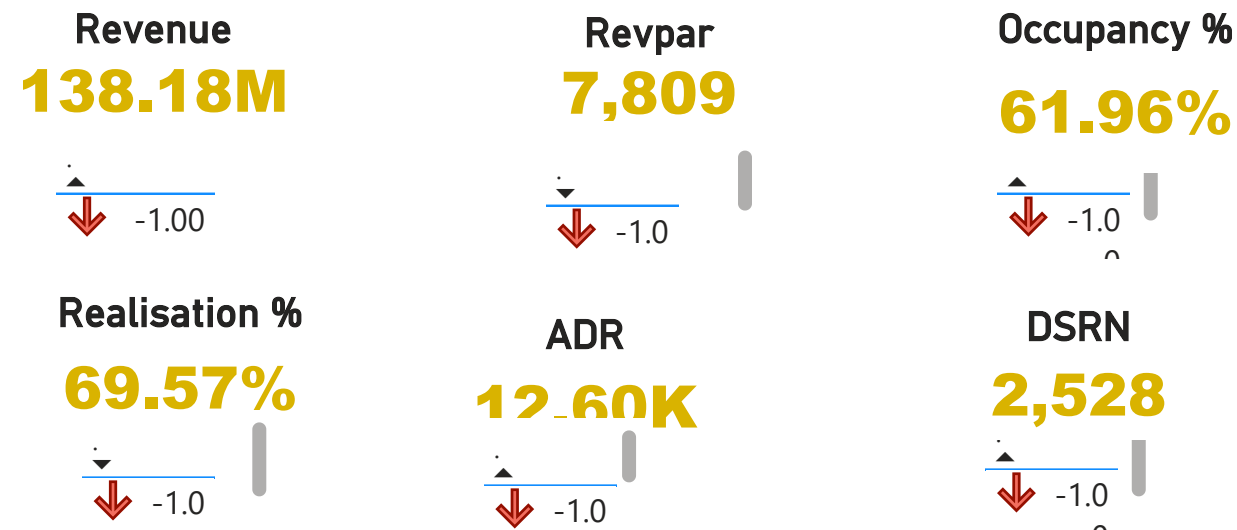 Revenue
138.18M
-1.00
Revpar
7,809
-1.0
Occupancy %
61.96%
-1.0
Realisation %
69.57%
-1.0
ADR
12.60K
-1.0
DSRN
2,528
-1.0